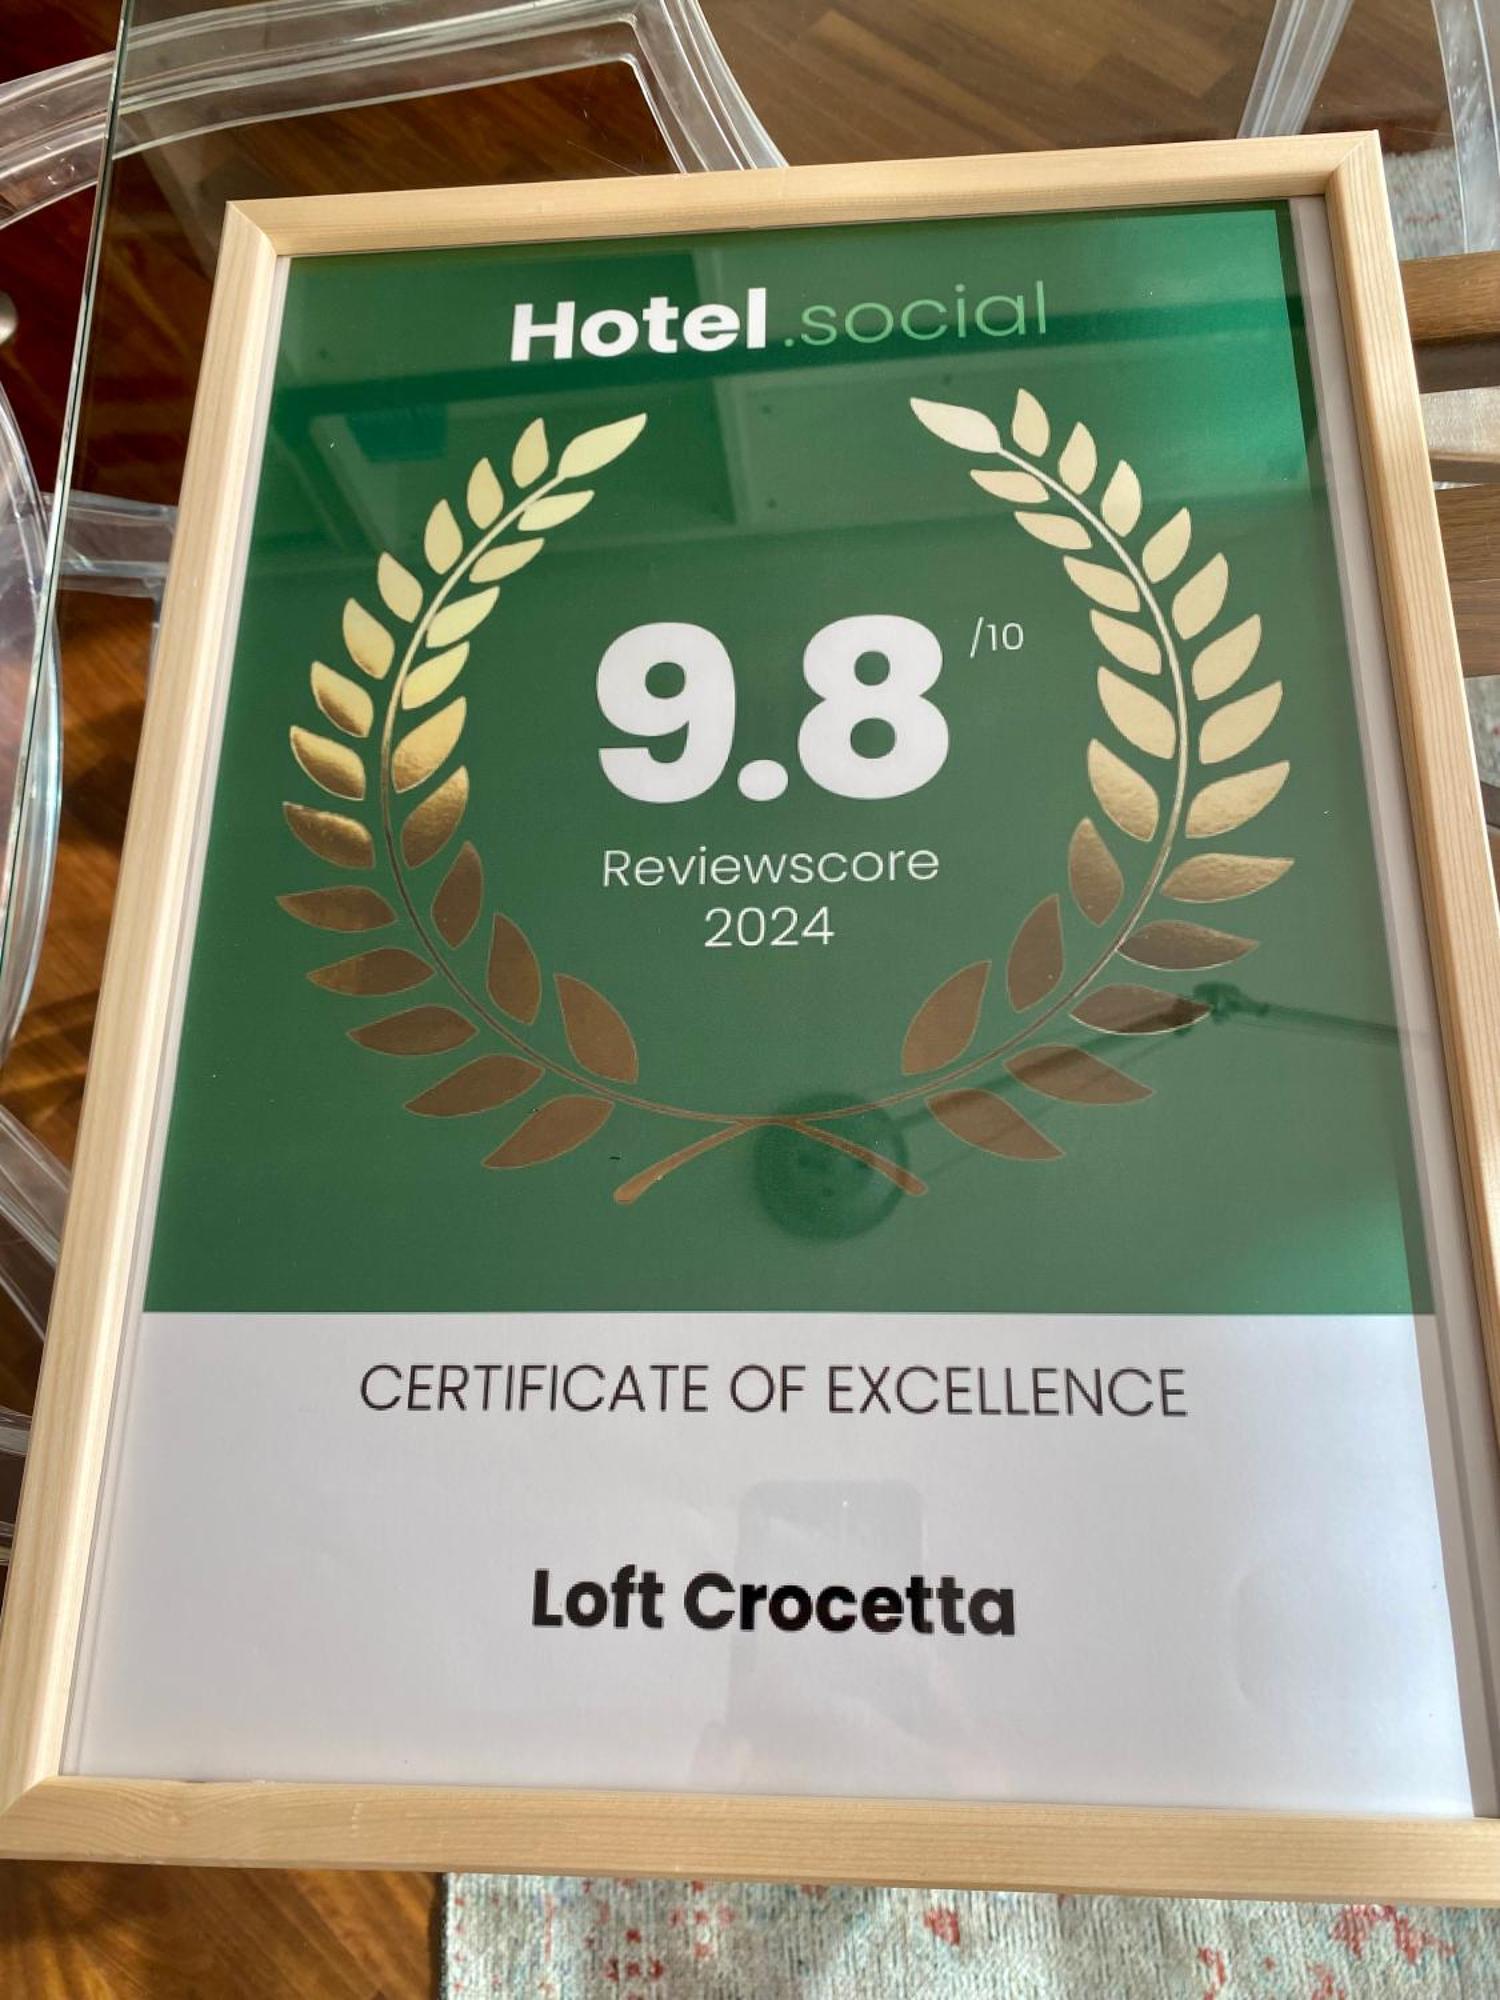 Hotel .social
9.8 /10
Reviewscore
2024
CERTIFICATE OF EXCELLENCE
Loft Crocetta